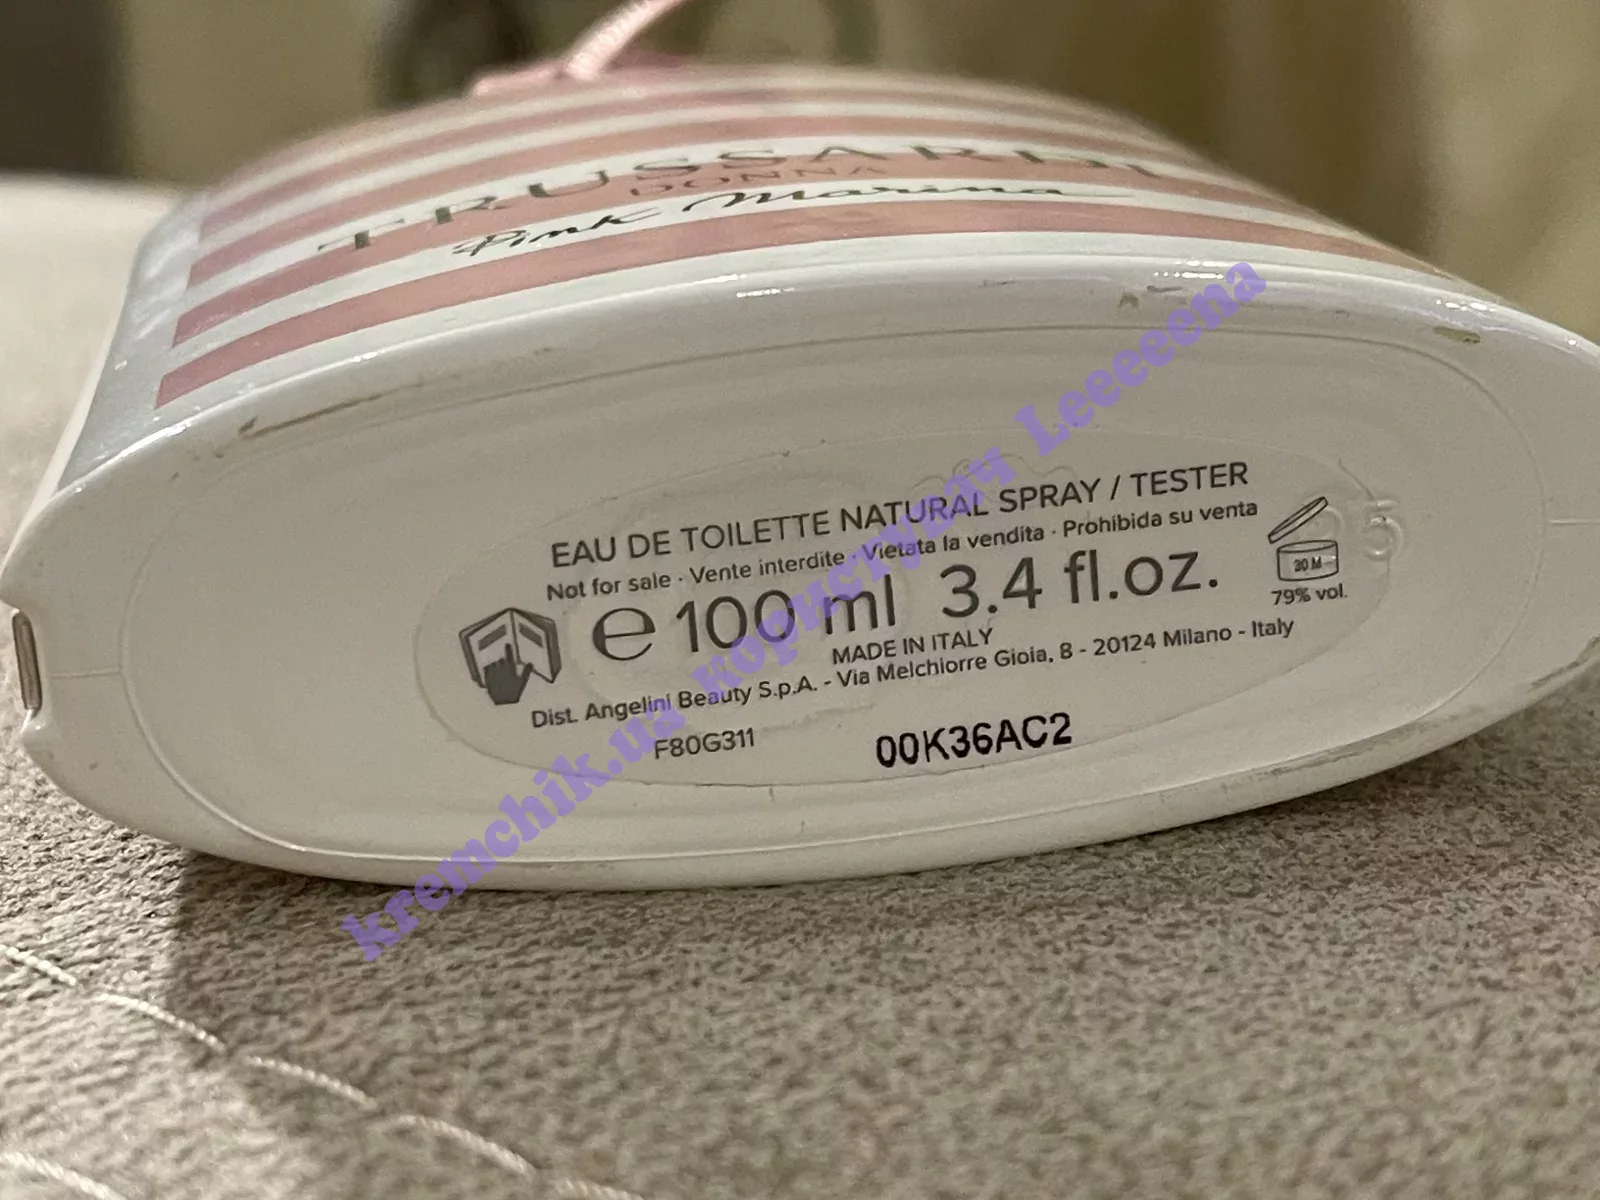 TRUSSARDI
DONNA
Pink Marina
EAU DE TOILETTE NATURAL SPRAY / TESTER
Not for sale · Vente interdite · Vietata la vendita · Prohibida su venta
℮ 100 ml 3.4 fl.oz.
30 M
79% vol.
MADE IN ITALY
Dist. Angelini Beauty S.p.A. - Via Melchiorre Gioia, 8 - 20124 Milano - Italy
F80G311
00K36AC2
5
kremchik.ua користувач Leeeeena